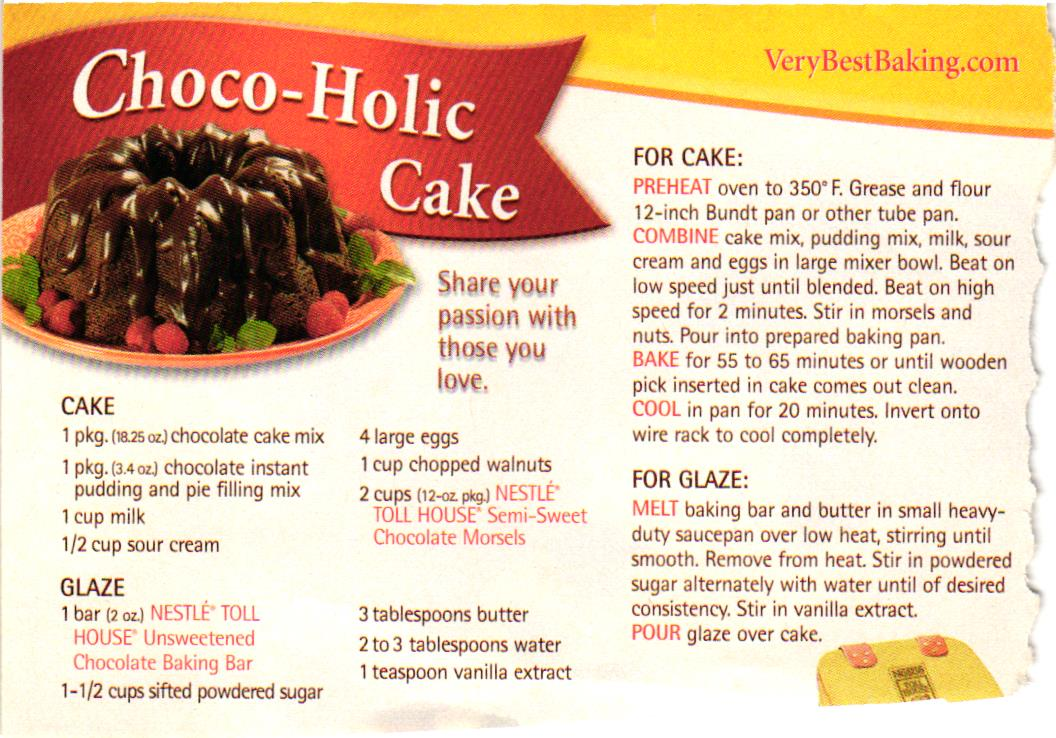 Choco-Holic
Cake
VeryBestBaking.com
Share your
passion with
those you
love.
CAKE
1 pkg. (18.25 oz.) chocolate cake mix
1 pkg. (3.4 oz.) chocolate instant
pudding and pie filling mix
1 cup milk
1/2 cup sour cream
4 large eggs
1 cup chopped walnuts
2 cups (12-oz. pkg.) NESTLÉ®
TOLL HOUSE® Semi-Sweet
Chocolate Morsels
GLAZE
1 bar (2 oz.) NESTLÉ® TOLL
HOUSE® Unsweetened
Chocolate Baking Bar
1-1/2 cups sifted powdered sugar
3 tablespoons butter
2 to 3 tablespoons water
1 teaspoon vanilla extract
FOR CAKE:
PREHEAT oven to 350° F. Grease and flour
12-inch Bundt pan or other tube pan.
COMBINE cake mix, pudding mix, milk, sour
cream and eggs in large mixer bowl. Beat on
low speed just until blended. Beat on high
speed for 2 minutes. Stir in morsels and
nuts. Pour into prepared baking pan.
BAKE for 55 to 65 minutes or until wooden
pick inserted in cake comes out clean.
COOL in pan for 20 minutes. Invert onto
wire rack to cool completely.
FOR GLAZE:
MELT baking bar and butter in small heavy-
duty saucepan over low heat, stirring until
smooth. Remove from heat. Stir in powdered
sugar alternately with water until of desired
consistency. Stir in vanilla extract.
POUR glaze over cake.
NESTLÉ
TOLL